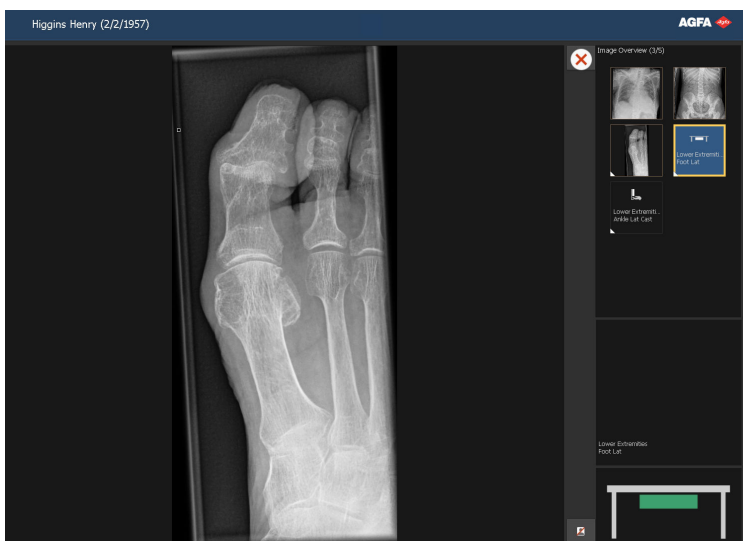 Higgins Henry (2/2/1957)
AGFA
Image Overview (3/5)
Lower Extremiti...
Foot Lat
Lower Extremiti...
Ankle Lat Cast
Lower Extremities
Foot Lat